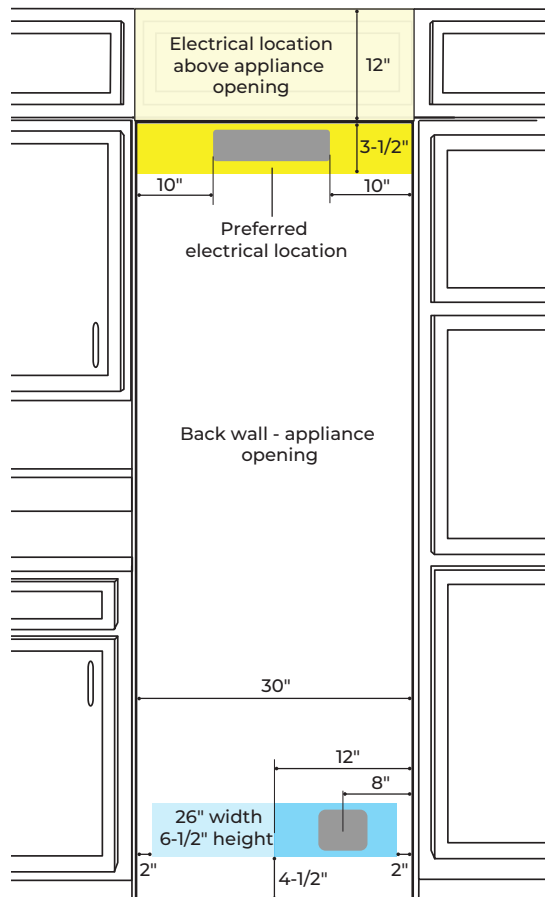 Electrical location
above appliance
opening
12"
3-1/2"
10"
10"
Preferred
electrical location
Back wall - appliance
opening
30"
12"
8"
26" width
6-1/2" height
2"
2"
4-1/2"